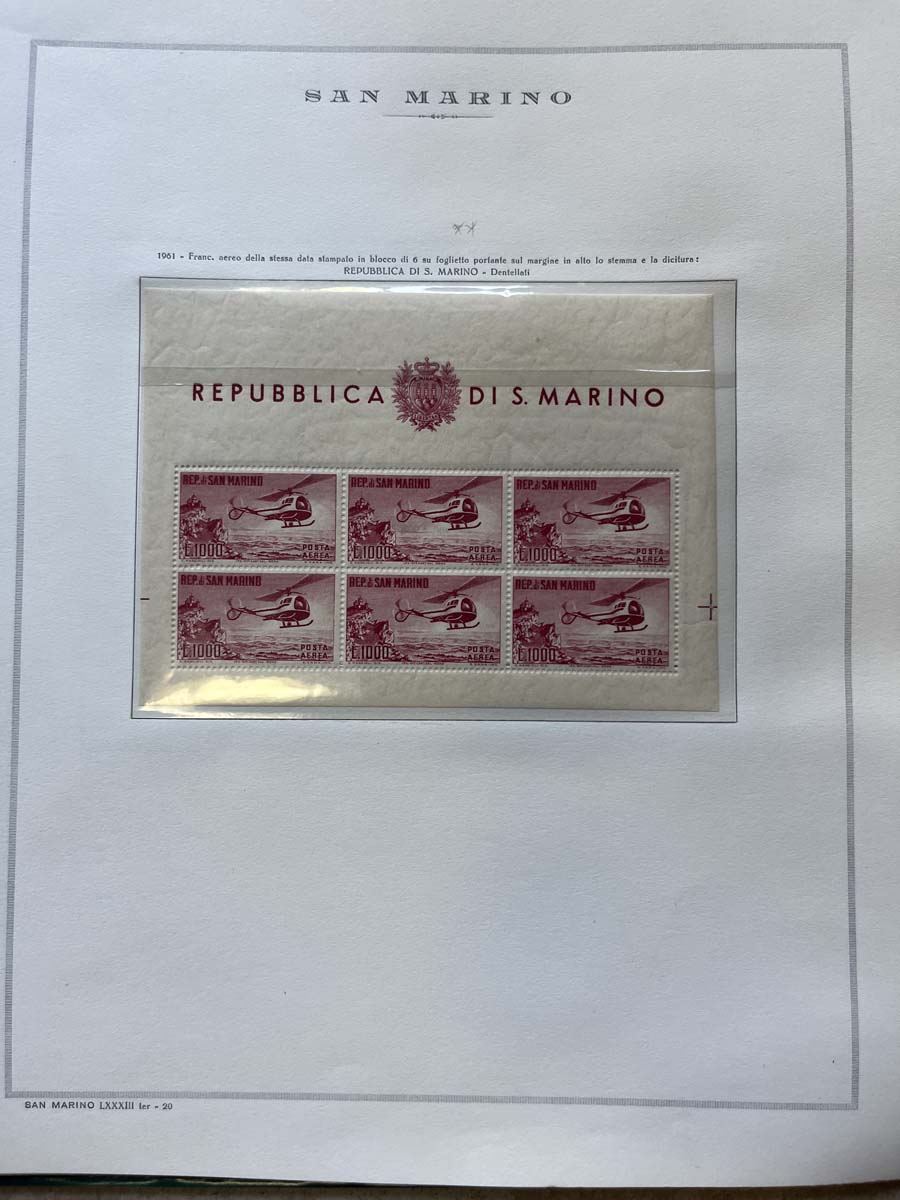 SAN MARINO
**
1961 - Franc. aereo della stessa data stampato in blocco di 6 su foglietto portante sul margine in alto lo stemma e la dicitura:
REPUBBLICA DI S. MARINO - Dentellati
REPUBBLICA DI S. MARINO
REP. di SAN MARINO REP. di SAN MARINO REP. di SAN MARINO
£.1000 POSTA AEREA £.1000 POSTA AEREA £.1000 POSTA AEREA
REP. di SAN MARINO REP. di SAN MARINO REP. di SAN MARINO
£.1000 POSTA AEREA £.1000 POSTA AEREA £.1000 POSTA AEREA
SAN MARINO LXXXIII ter - 20